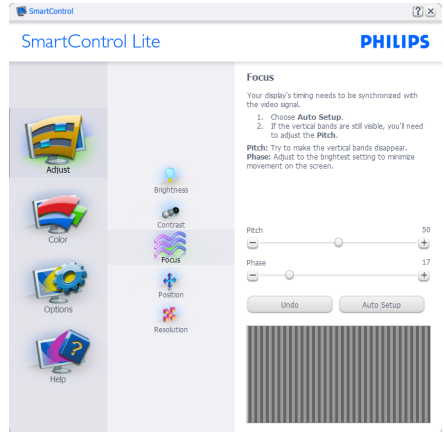 SmartControl
SmartControl Lite
PHILIPS
Adjust
Color
Options
Help
Brightness
Contrast
Focus
Position
Resolution
Focus
Your display's timing needs to be synchronized with
the video signal.
1. Choose Auto Setup.
2. If the vertical bands are still visible, you'll need
to adjust the Pitch.
Pitch: Try to make the vertical bands disappear.
Phase: Adjust to the brightest setting to minimize
movement on the screen.
Pitch 50
Phase 17
Undo Auto Setup